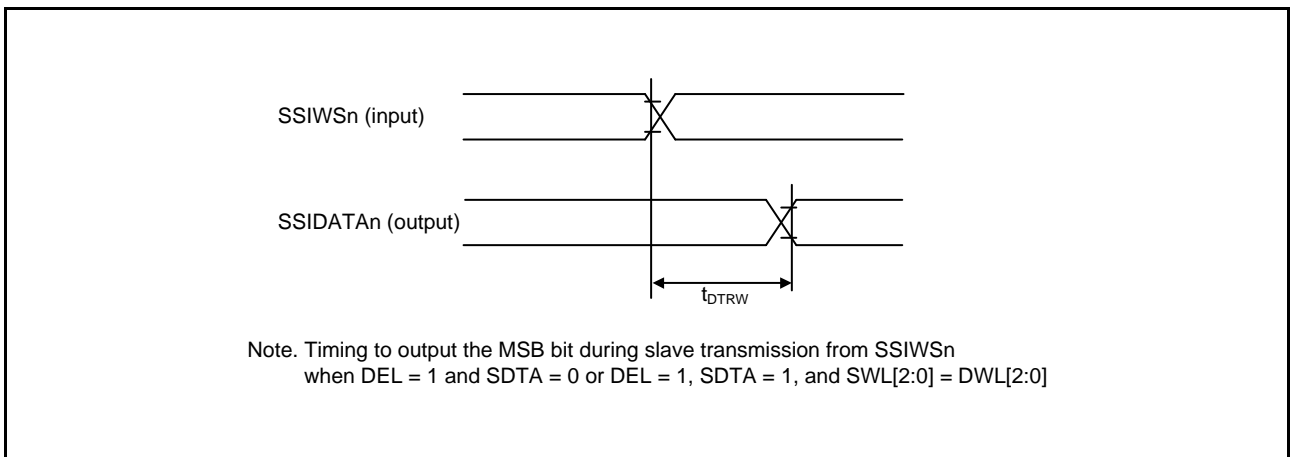 SSIWSn (input)
SSIDATAn (output)
tDTRW
Note. Timing to output the MSB bit during slave transmission from SSIWSn
when DEL = 1 and SDTA = 0 or DEL = 1, SDTA = 1, and SWL[2:0] = DWL[2:0]